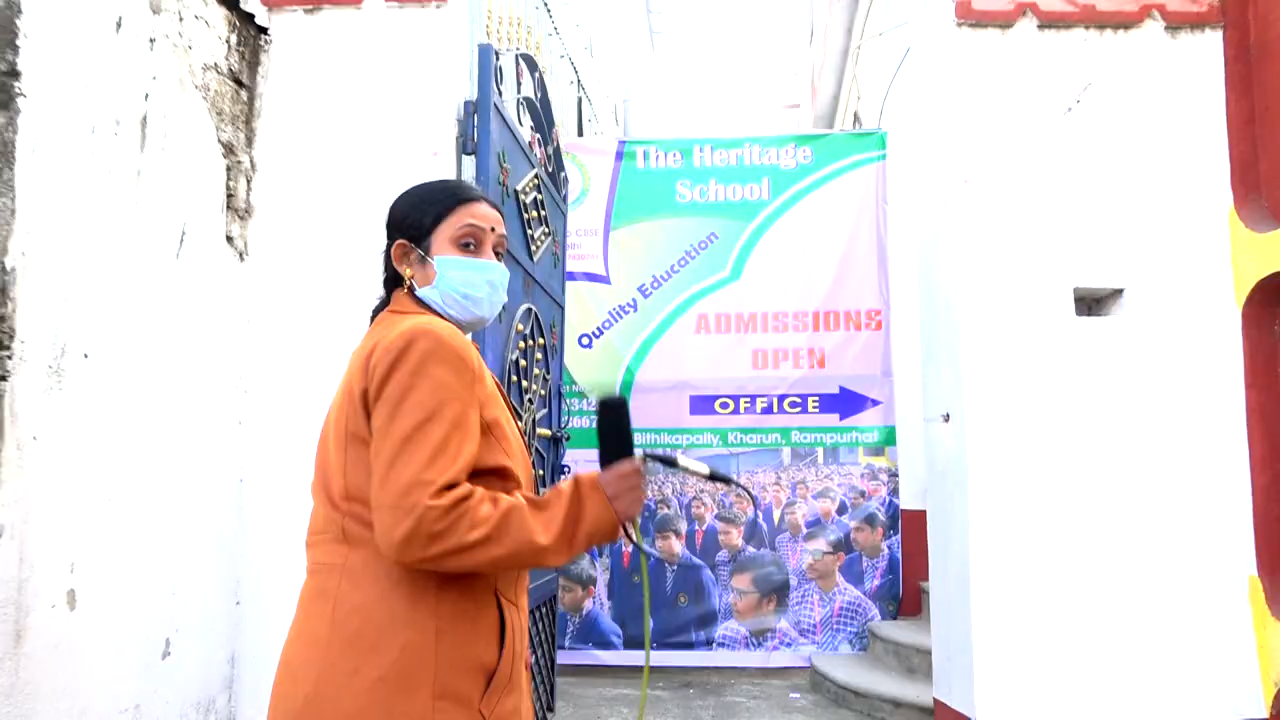 The Heritage
School
CBSE
Quality Education
ADMISSIONS
OPEN
OFFICE
Bithikapally, Kharun, Rampurhat